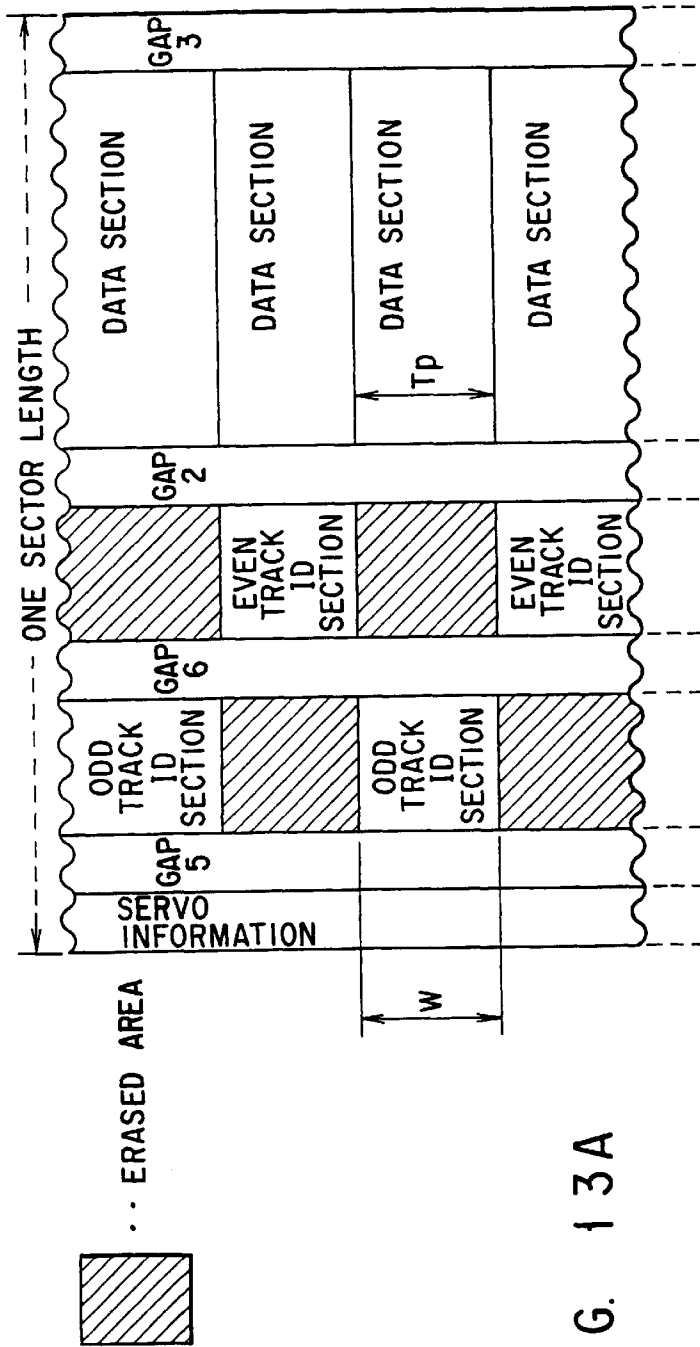 ONE SECTOR LENGTH
SERVO
INFORMATION
GAP
5
ODD
TRACK
ID
SECTION
ODD
TRACK
ID
SECTION
GAP
6
EVEN
TRACK
ID
SECTION
EVEN
TRACK
ID
SECTION
GAP
2
DATA SECTION
DATA SECTION
DATA SECTION
DATA SECTION
GAP
3
Tp
W
·· ERASED AREA
G. 13A